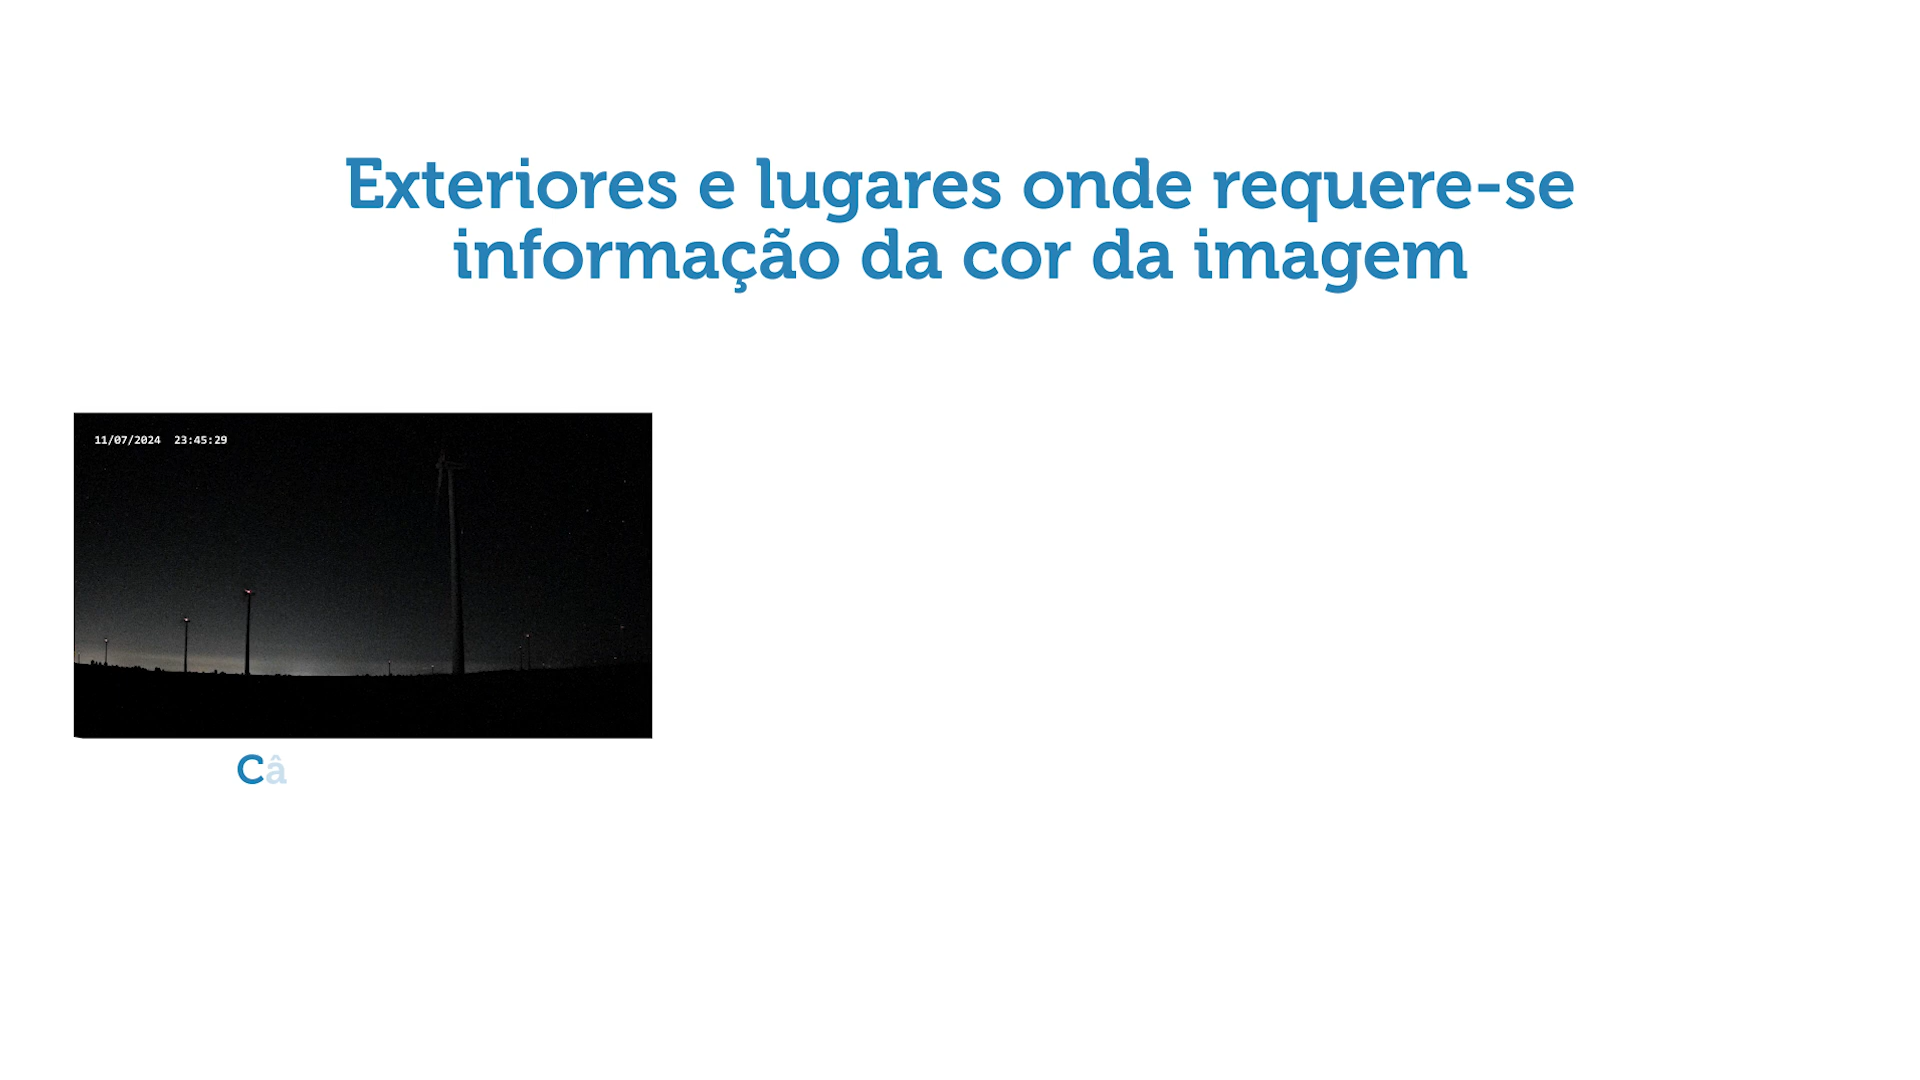 Exteriores e lugares onde requere-se
informação da cor da imagem
11/07/2024 23:45:29
Câ